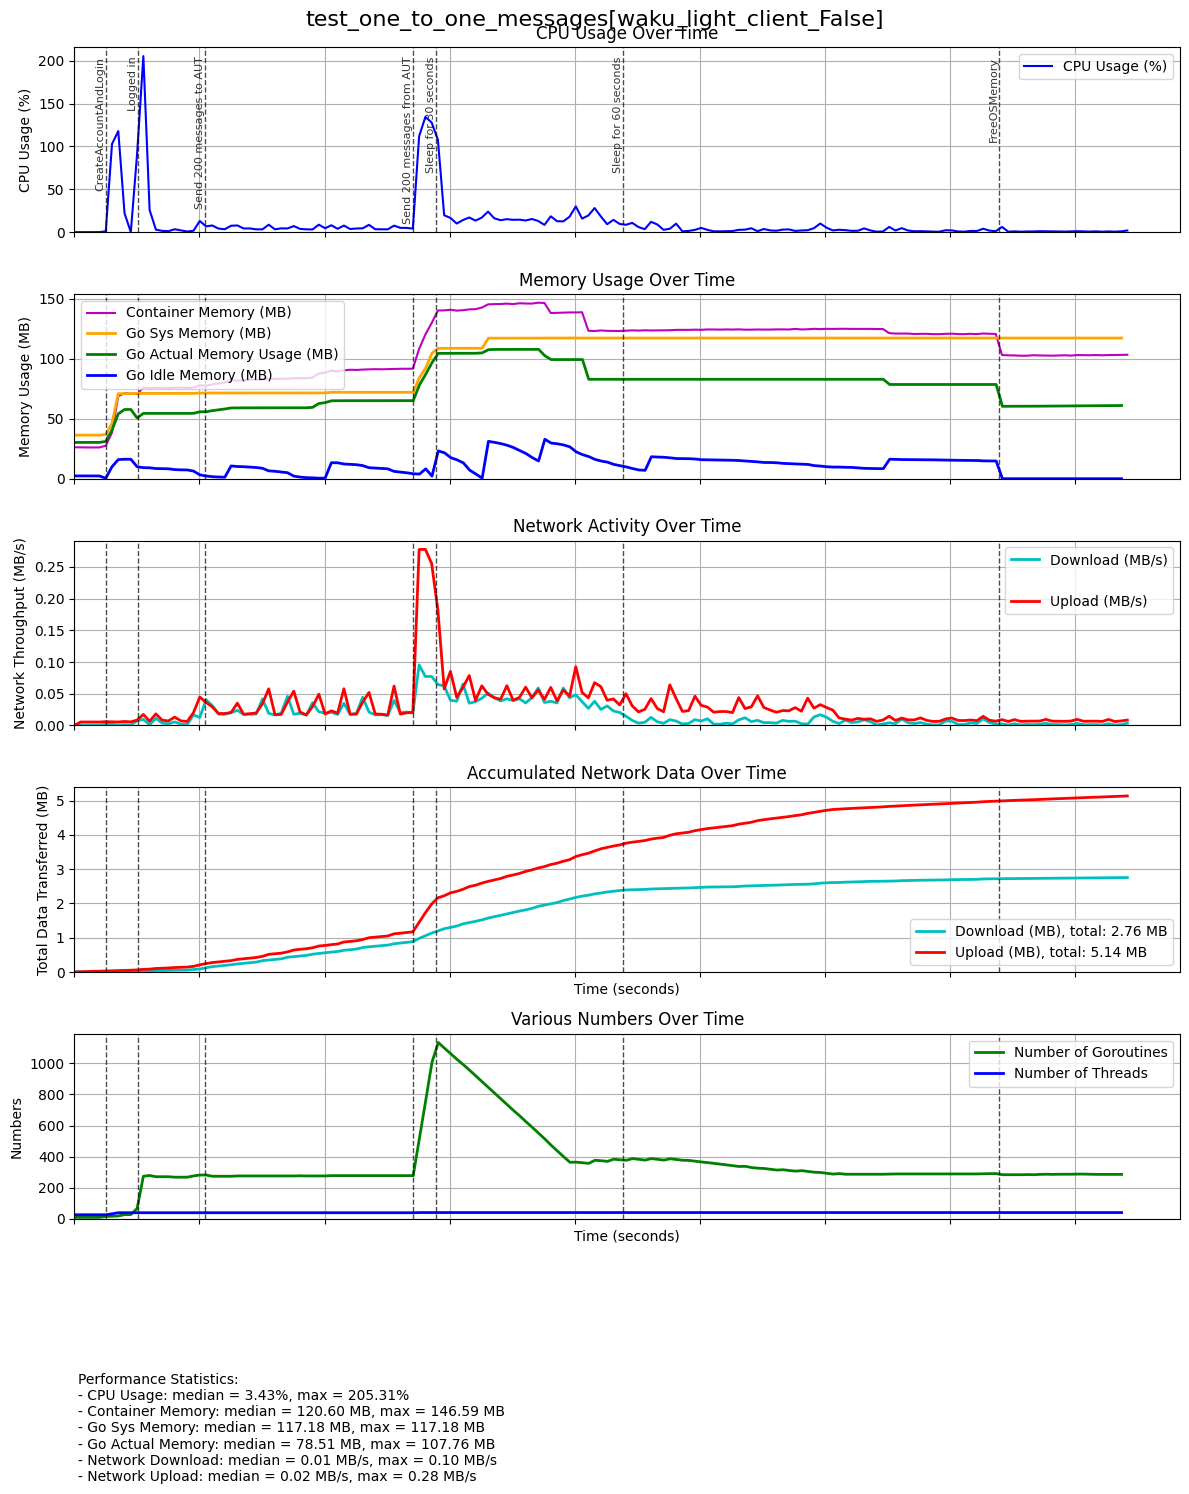 test_one_to_one_messages[waku_light_client_False]
CPU Usage Over Time
CPU Usage (%)
200
150
100
50
0
CreateAccountAndLogin
Logged in
Send 200 messages to AUT
Send 200 messages from AUT
Sleep for 30 seconds
Sleep for 60 seconds
FreeOSMemory
CPU Usage (%)
Memory Usage Over Time
Memory Usage (MB)
150
100
50
0
Container Memory (MB)
Go Sys Memory (MB)
Go Actual Memory Usage (MB)
Go Idle Memory (MB)
Network Activity Over Time
Network Throughput (MB/s)
0.25
0.20
0.15
0.10
0.05
0.00
Download (MB/s)
Upload (MB/s)
Accumulated Network Data Over Time
Total Data Transferred (MB)
5
4
3
2
1
0
Download (MB), total: 2.76 MB
Upload (MB), total: 5.14 MB
Time (seconds)
Various Numbers Over Time
Numbers
1000
800
600
400
200
0
Number of Goroutines
Number of Threads
Time (seconds)
Performance Statistics:
- CPU Usage: median = 3.43%, max = 205.31%
- Container Memory: median = 120.60 MB, max = 146.59 MB
- Go Sys Memory: median = 117.18 MB, max = 117.18 MB
- Go Actual Memory: median = 78.51 MB, max = 107.76 MB
- Network Download: median = 0.01 MB/s, max = 0.10 MB/s
- Network Upload: median = 0.02 MB/s, max = 0.28 MB/s